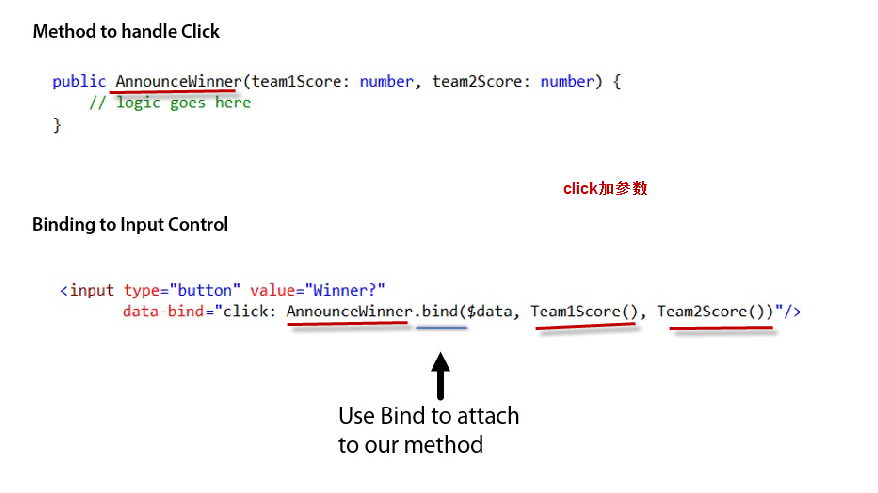 Method to handle Click
public AnnounceWinner(team1Score: number, team2Score: number) {
// logic goes here
}
click加参数
Binding to Input Control
<input type="button" value="Winner?"
data-bind="click: AnnounceWinner.bind($data, Team1Score(), Team2Score())"/>
Use Bind to attach
to our method